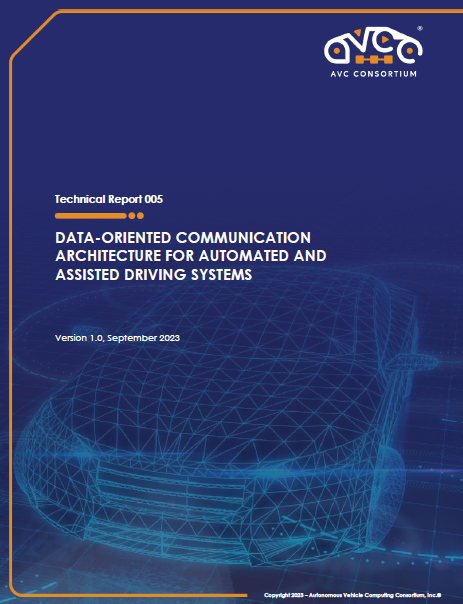 avcc®
AVC CONSORTIUM
Technical Report 005
DATA-ORIENTED COMMUNICATION
ARCHITECTURE FOR AUTOMATED AND
ASSISTED DRIVING SYSTEMS
Version 1.0, September 2023
Copyright 2023 – Autonomous Vehicle Computing Consortium, Inc.®